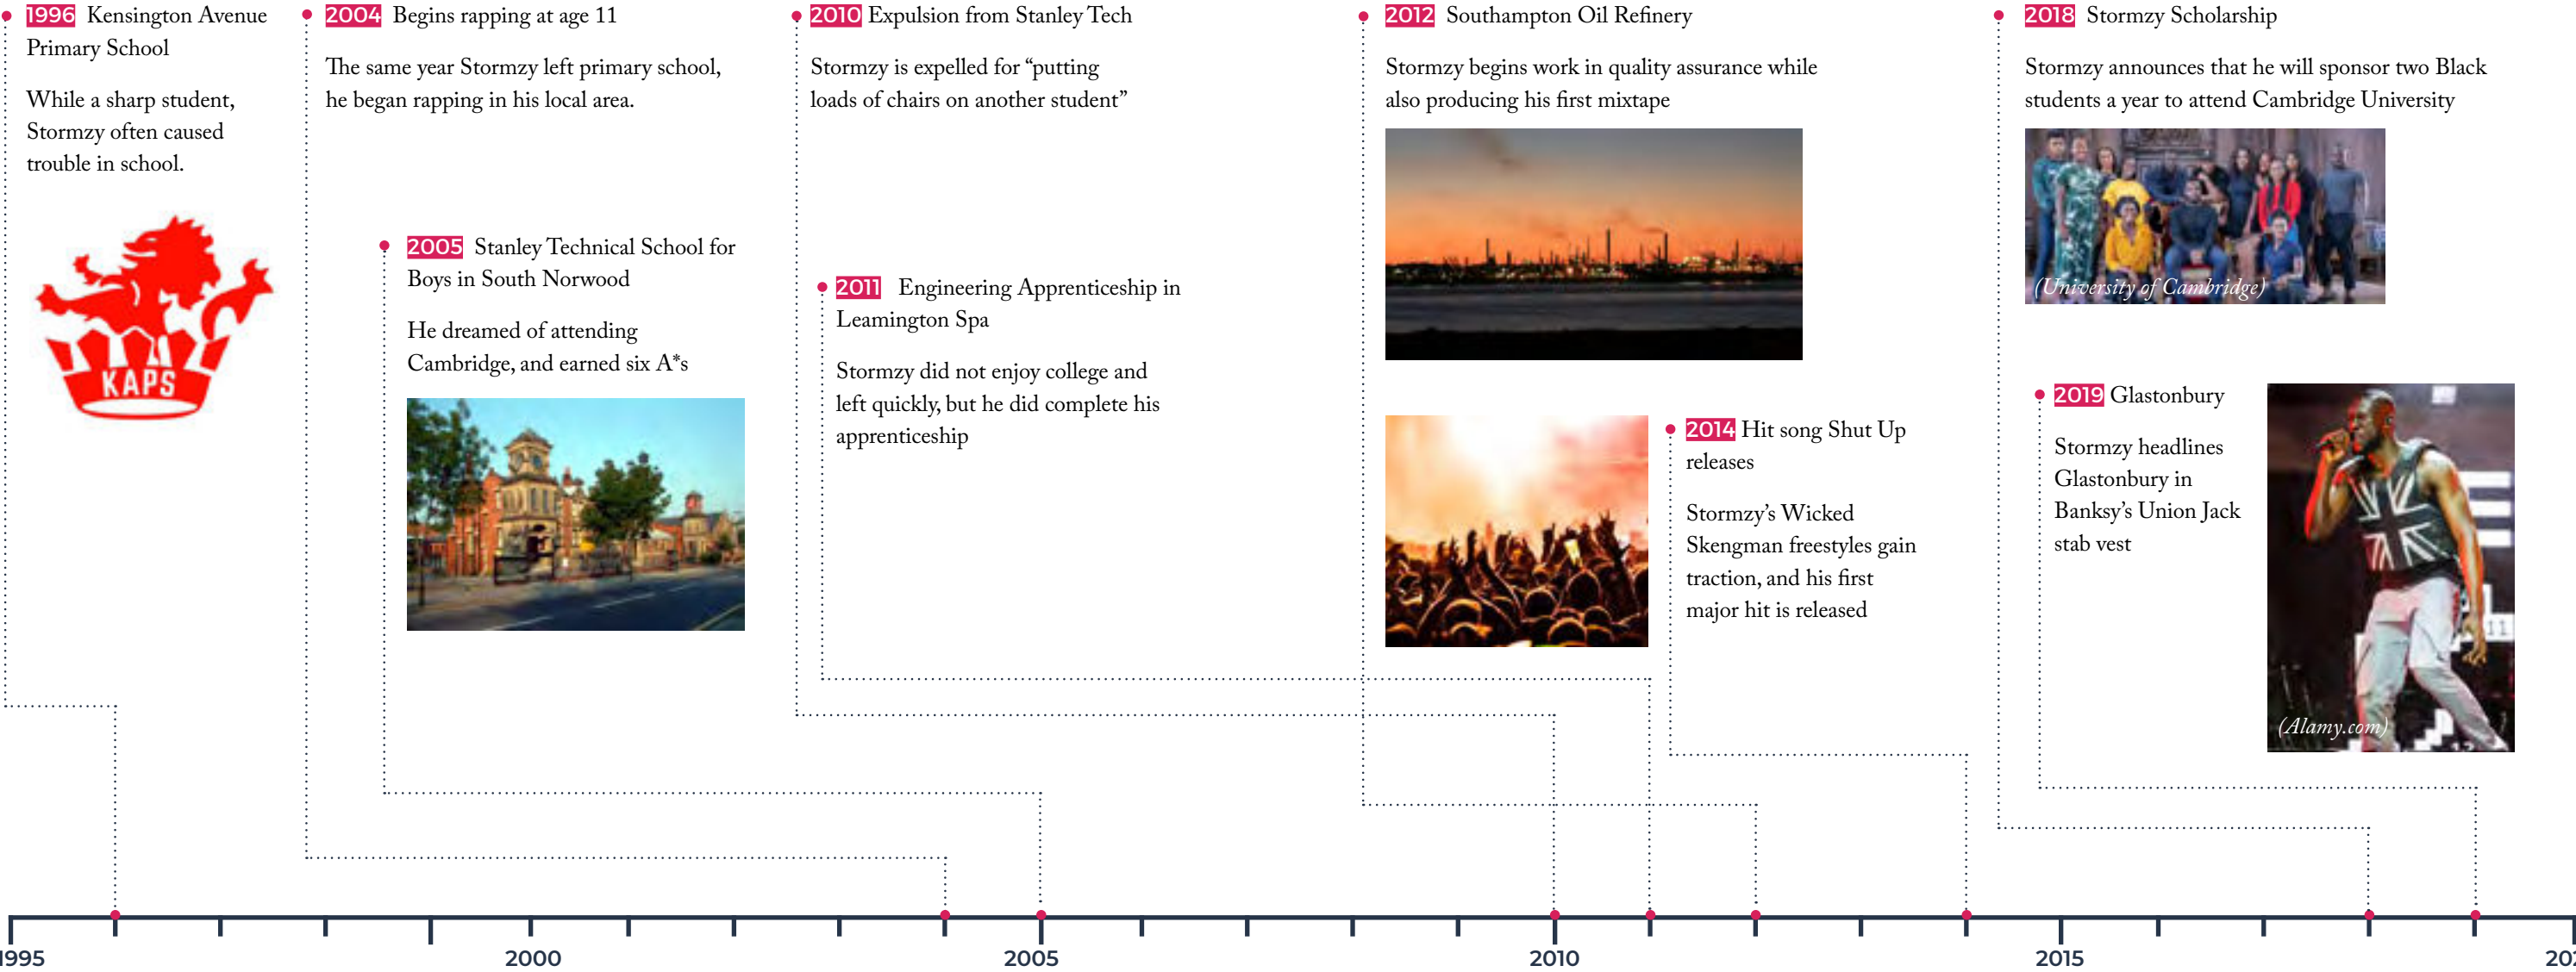 1996 Kensington Avenue
Primary School
While a sharp student,
Stormzy often caused
trouble in school.
KAPS
2004 Begins rapping at age 11
The same year Stormzy left primary school,
he began rapping in his local area.
2005 Stanley Technical School for
Boys in South Norwood
He dreamed of attending
Cambridge, and earned six A*s
2010 Expulsion from Stanley Tech
Stormzy is expelled for “putting
loads of chairs on another student”
2011 Engineering Apprenticeship in
Leamington Spa
Stormzy did not enjoy college and
left quickly, but he did complete his
apprenticeship
2012 Southampton Oil Refinery
Stormzy begins work in quality assurance while
also producing his first mixtape
2014 Hit song Shut Up
releases
Stormzy’s Wicked
Skengman freestyles gain
traction, and his first
major hit is released
2018 Stormzy Scholarship
Stormzy announces that he will sponsor two Black
students a year to attend Cambridge University
(University of Cambridge)
2019 Glastonbury
Stormzy headlines
Glastonbury in
Banksy’s Union Jack
stab vest
(Alamy.com)
1995 2000 2005 2010 2015